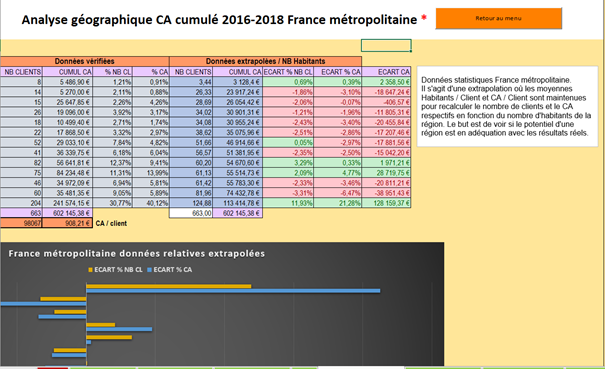 Analyse géographique CA cumulé 2016-2018 France métropolitaine *
Retour au menu
Données vérifiées Données extrapolées / NB Habitants
NB CLIENTS CUMUL CA % NB CL % CA NB CLIENTS CUMUL CA ECART % NB CL ECART % CA ECART CA
8 5 486,90 € 1,21% 0,91% 3,44 3 128,4 € 0,69% 0,39% 2 358,50 €
14 5 270,00 € 2,11% 0,88% 26,33 23 917,24 € -1,86% -3,10% -18 647,24 €
15 25 647,85 € 2,26% 4,26% 28,69 26 054,42 € -2,06% -0,07% -406,57 €
26 19 096,00 € 3,92% 3,17% 34,02 30 901,31 € -1,21% -1,96% -11 805,31 €
18 10 499,40 € 2,71% 1,74% 34,08 30 955,24 € -2,43% -3,40% -20 455,84 €
22 17 868,50 € 3,32% 2,97% 38,62 35 075,96 € -2,51% -2,86% -17 207,46 €
52 29 033,10 € 7,84% 4,82% 51,66 46 914,66 € 0,05% -2,97% -17 881,56 €
41 36 339,75 € 6,18% 6,04% 56,57 51 381,95 € -2,35% -2,50% -15 042,20 €
82 56 641,81 € 12,37% 9,41% 60,20 54 670,60 € 3,29% 0,33% 1 971,21 €
75 84 234,48 € 11,31% 13,99% 61,13 55 514,73 € 2,09% 4,77% 28 719,75 €
46 34 972,09 € 6,94% 5,81% 61,42 55 783,30 € -2,33% -3,46% -20 811,21 €
60 35 481,35 € 9,05% 5,89% 81,96 74 432,78 € -3,31% -6,47% -38 951,43 €
204 241 574,15 € 30,77% 40,12% 124,88 113 414,78 € 11,93% 21,28% 128 159,37 €
663 602 145,38 € 663,00 602 145,38 €
98067 908,21 € CA / client
Données statistiques France métropolitaine.
Il s'agit d'une extrapolation où les moyennes
Habitants / Client et CA / Client sont maintenues
pour recalculer le nombre de clients et le CA
respectifs en fonction du nombre d'habitants de la
région. Le but est de voir si le potentiel d'une
région est en adéquation avec les résultats réels.
France métropolitaine données relatives extrapolées
ECART % NB CL ECART % CA